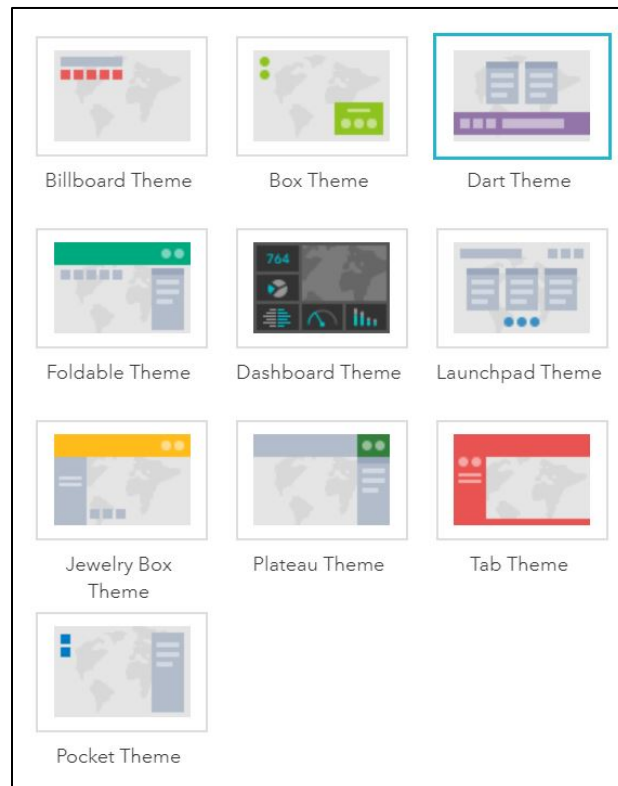 Billboard Theme
Box Theme
Dart Theme
764
Foldable Theme
Dashboard Theme
Launchpad Theme
Jewelry Box
Theme
Plateau Theme
Tab Theme
Pocket Theme